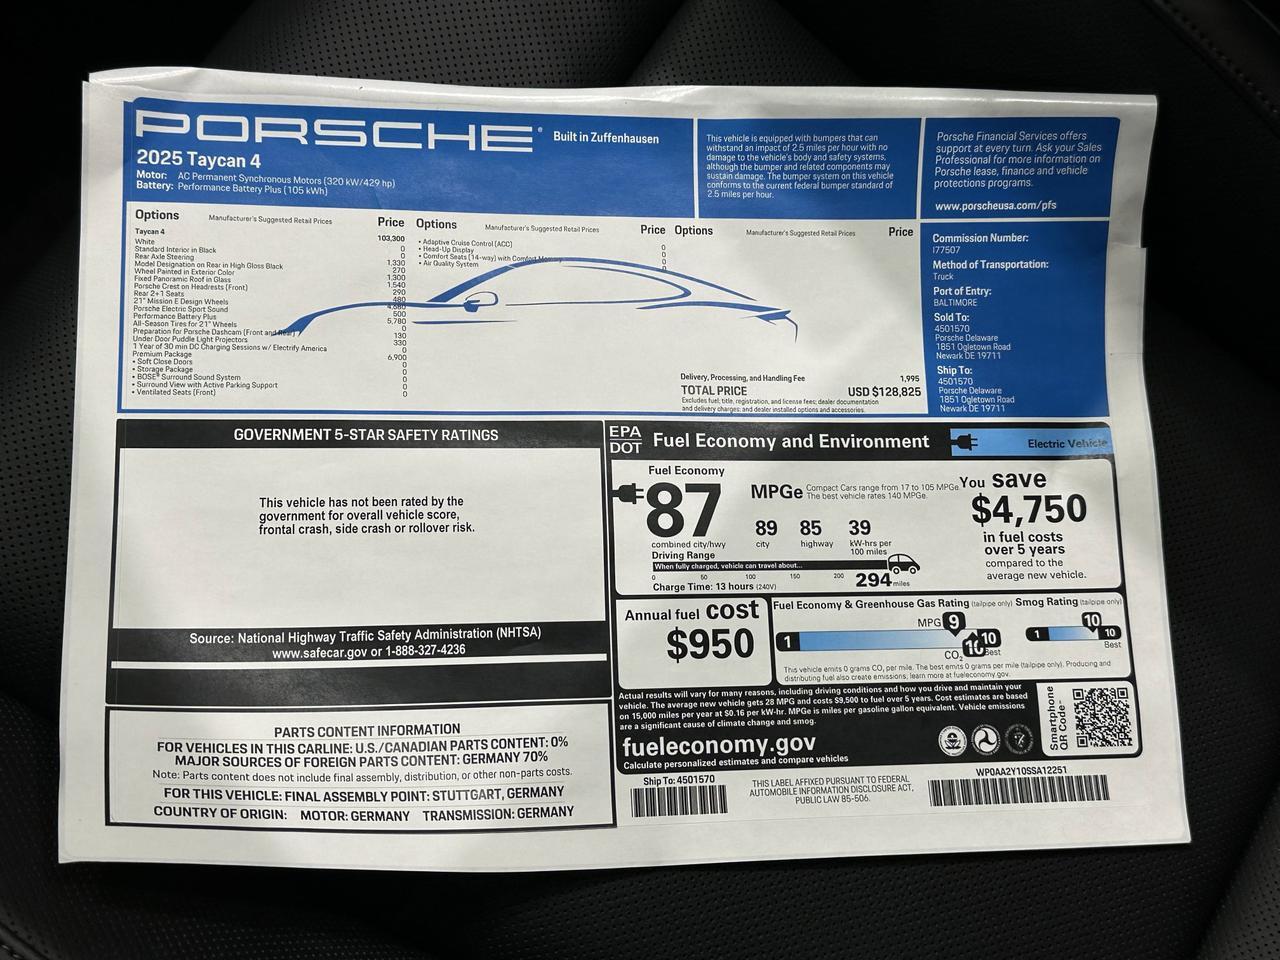 PORSCHE
Built in Zuffenhausen
2025 Taycan 4
Motor: AC Permanent Synchronous Motors (320 kW/429 hp)
Battery: Performance Battery Plus (105 kWh)
This vehicle is equipped with bumpers that can
withstand an impact of 2.5 miles per hour with no
damage to the vehicle's body and safety systems,
although the bumper and related components may
sustain damage. The bumper system on this vehicle
conforms to the current federal bumper standard of
2.5 miles per hour.
Porsche Financial Services offers
support at every turn. Ask your Sales
Professional for more information on
Porsche lease, finance and vehicle
protections programs.
www.porscheusa.com/pfs
Options Manufacturer's Suggested Retail Prices Price
Taycan 4 103,300
White 0
Standard Interior in Black 0
Rear Axle Steering 1,330
Model Designation on Rear in High Gloss Black 270
Wheel Painted in Exterior Color 1,300
Fixed Panoramic Roof in Glass 1,540
Porsche Crest on Headrests (Front) 290
Rear 2+1 Seats 480
21" Mission E Design Wheels 4,680
Porsche Electric Sport Sound 500
Performance Battery Plus 5,780
All-Season Tires for 21" Wheels 0
Preparation for Porsche Dashcam (Front and Rear) 130
Under Door Puddle Light Projectors 330
1 Year of 30 min DC Charging Sessions w/ Electrify America 0
Premium Package 6,900
• Soft Close Doors 0
• Storage Package 0
• BOSE® Surround Sound System 0
• Surround View with Active Parking Support 0
• Ventilated Seats (Front) 0
Options Manufacturer's Suggested Retail Prices Price
• Adaptive Cruise Control (ACC) 0
• Head-Up Display 0
• Comfort Seats (14-way) with Comfort Memory 0
• Air Quality System 0
Options Manufacturer's Suggested Retail Prices Price
Delivery, Processing, and Handling Fee 1,995
TOTAL PRICE USD $128,825
Excludes fuel, title, registration, and license fees; dealer documentation
and delivery charges; and dealer installed options and accessories.
Commission Number:
I77507
Method of Transportation:
Truck
Port of Entry:
BALTIMORE
Sold To:
4501570
Porsche Delaware
1851 Ogletown Road
Newark DE 19711
Ship To:
4501570
Porsche Delaware
1851 Ogletown Road
Newark DE 19711
GOVERNMENT 5-STAR SAFETY RATINGS
This vehicle has not been rated by the
government for overall vehicle score,
frontal crash, side crash or rollover risk.
Source: National Highway Traffic Safety Administration (NHTSA)
www.safecar.gov or 1-888-327-4236
PARTS CONTENT INFORMATION
FOR VEHICLES IN THIS CARLINE: U.S./CANADIAN PARTS CONTENT: 0%
MAJOR SOURCES OF FOREIGN PARTS CONTENT: GERMANY 70%
Note: Parts content does not include final assembly, distribution, or other non-parts costs.
FOR THIS VEHICLE: FINAL ASSEMBLY POINT: STUTTGART, GERMANY
COUNTRY OF ORIGIN: MOTOR: GERMANY TRANSMISSION: GERMANY
EPA
DOT
Fuel Economy and Environment
Electric Vehicle
Fuel Economy
87 MPGe
Compact Cars range from 17 to 105 MPGe.
The best vehicle rates 140 MPGe.
combined city/hwy
89 city
85 highway
39 kW-hrs per
100 miles
You save
$4,750
in fuel costs
over 5 years
compared to the
average new vehicle.
Driving Range
When fully charged, vehicle can travel about...
0 50 100 150 200 294 miles
Charge Time: 13 hours (240V)
Annual fuel cost
$950
Fuel Economy & Greenhouse Gas Rating (tailpipe only)
MPG 9
1 10
CO2 10 Best
Smog Rating (tailpipe only)
10
1 10
Best
This vehicle emits 0 grams CO2 per mile. The best emits 0 grams per mile (tailpipe only). Producing and
distributing fuel also create emissions; learn more at fueleconomy.gov.
Actual results will vary for many reasons, including driving conditions and how you drive and maintain your
vehicle. The average new vehicle gets 28 MPG and costs $9,500 to fuel over 5 years. Cost estimates are based
on 15,000 miles per year at $0.16 per kW-hr. MPGe is miles per gasoline gallon equivalent. Vehicle emissions
are a significant cause of climate change and smog.
fueleconomy.gov
Calculate personalized estimates and compare vehicles
Smartphone
QR Code™
Ship To: 4501570
THIS LABEL AFFIXED PURSUANT TO FEDERAL
AUTOMOBILE INFORMATION DISCLOSURE ACT,
PUBLIC LAW 85-506.
WP0AA2Y10SSA12251